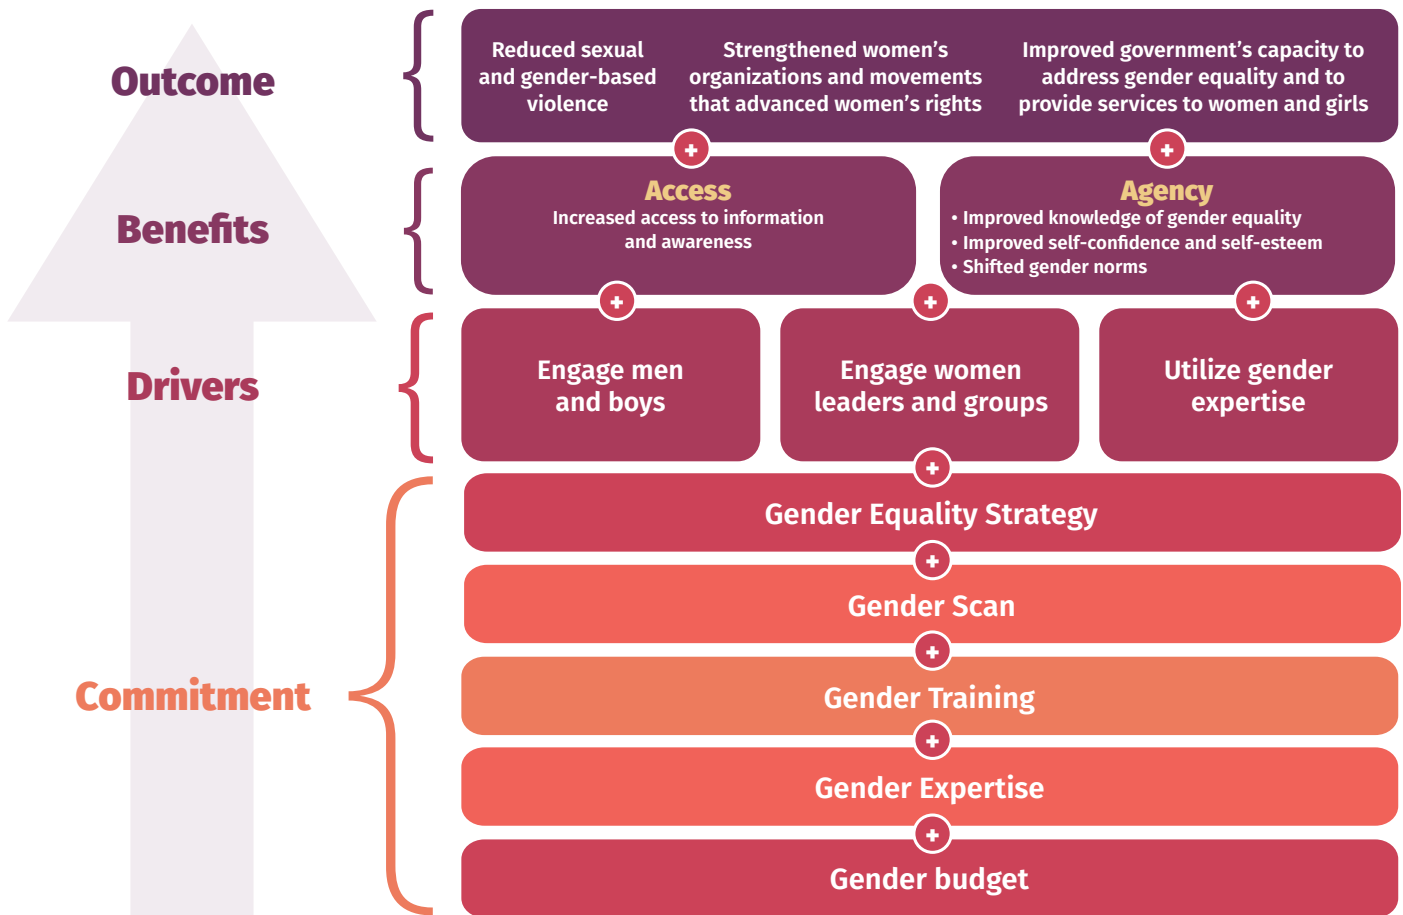 Outcome
Reduced sexual
and gender-based
violence
Strengthened women's
organizations and movements
that advanced women's rights
Improved government's capacity to
address gender equality and to
provide services to women and girls
Benefits
Access
Increased access to information
and awareness
Agency
• Improved knowledge of gender equality
• Improved self-confidence and self-esteem
• Shifted gender norms
Drivers
Engage men
and boys
Engage women
leaders and groups
Utilize gender
expertise
Commitment
Gender Equality Strategy
Gender Scan
Gender Training
Gender Expertise
Gender budget